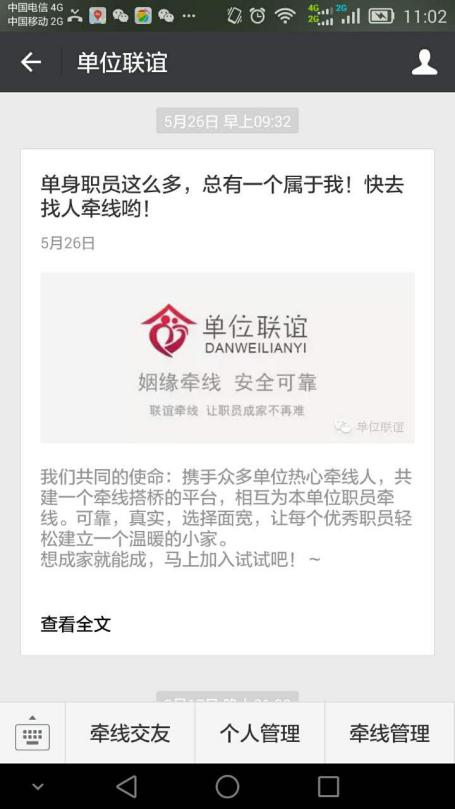 中国电信 4G
中国移动 2G
4G
2G
2G
11:02
单位联谊
5月26日 早上09:32
单身职员这么多，总有一个属于我！快去
找人牵线哟！
5月26日
单位联谊
DANWEILIANYI
姻缘牵线 安全可靠
联谊牵线 让职员成家不再难
单位联谊
我们共同的使命：携手众多单位热心牵线人，共
建一个牵线搭桥的平台，相互为本单位职员牵
线。可靠，真实，选择面宽，让每个优秀职员轻
松建立一个温暖的小家。
想成家就能成，马上加入试试吧！~
查看全文
牵线交友
个人管理
牵线管理